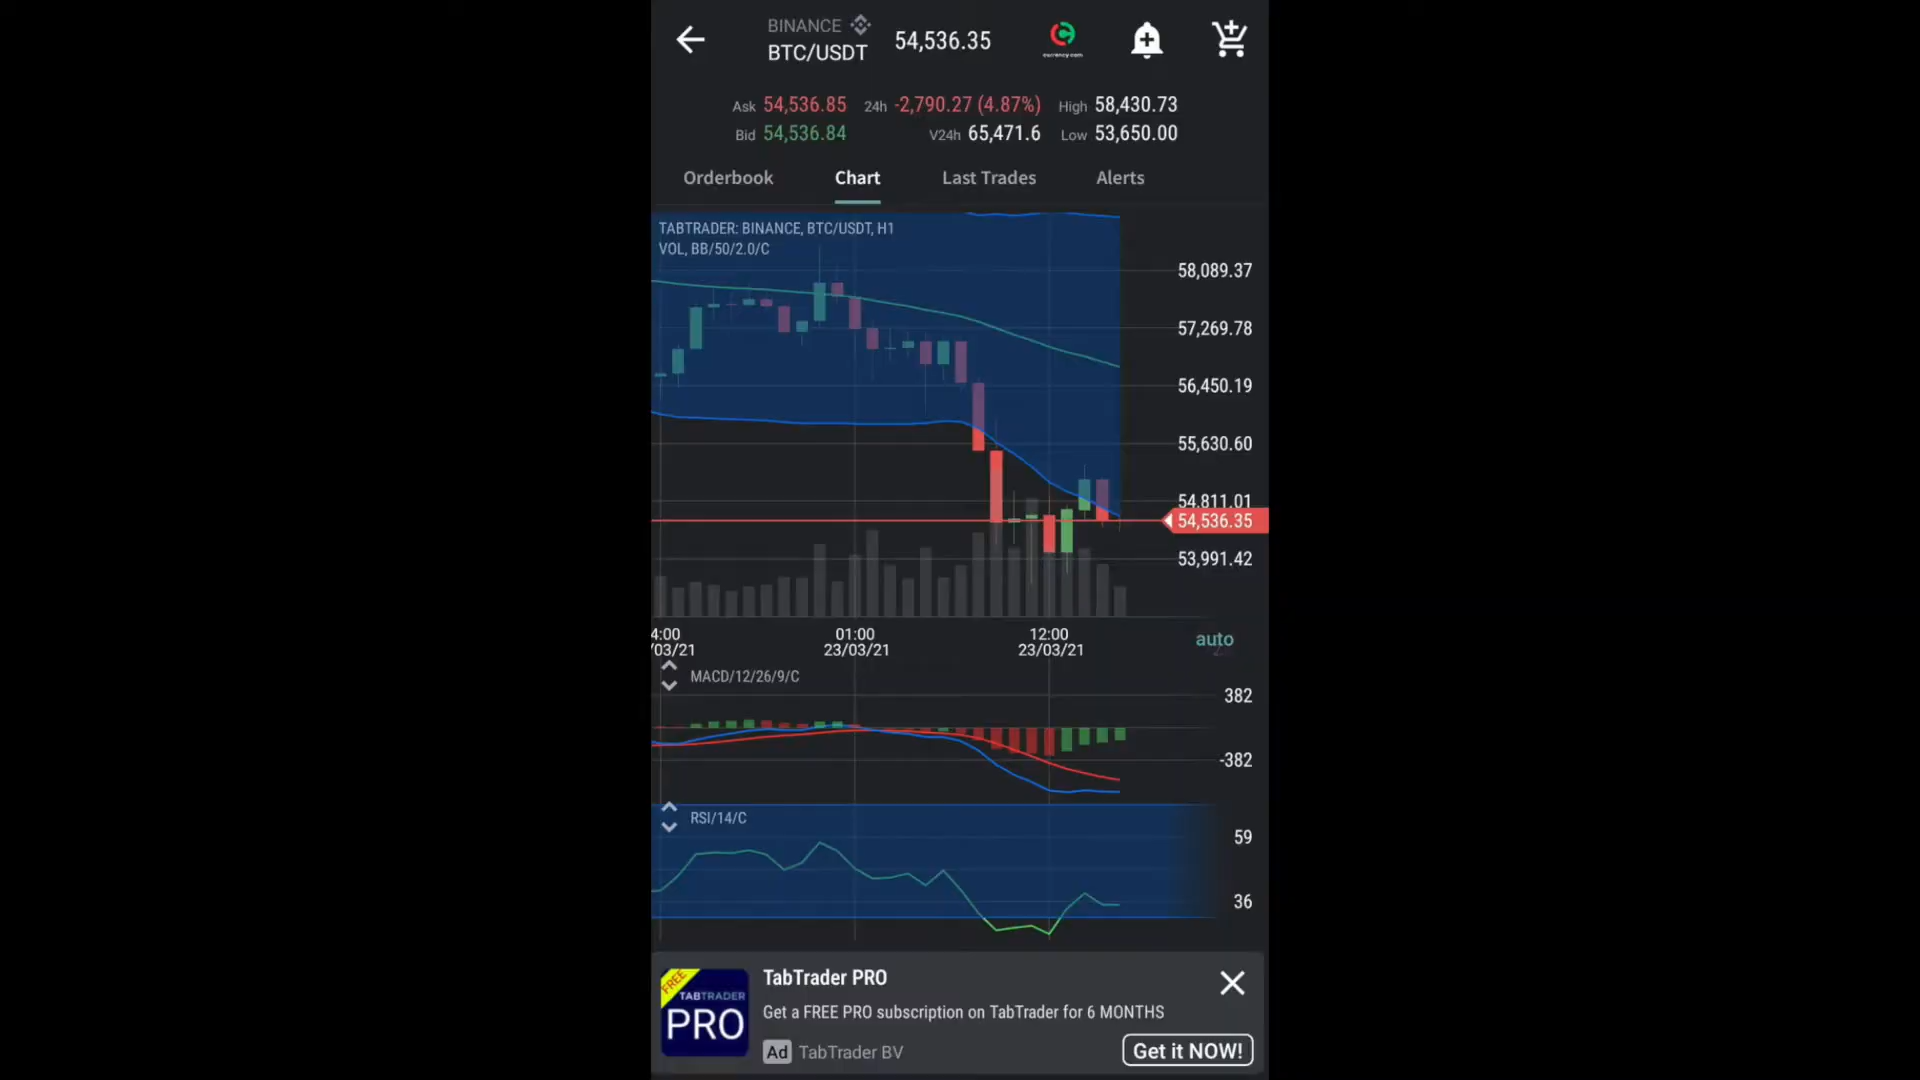 BINANCE
BTC/USDT
54,536.35
currency.com
Ask 54,536.85 24h -2,790.27 (4.87%) High 58,430.73
Bid 54,536.84 V24h 65,471.6 Low 53,650.00
Orderbook Chart Last Trades Alerts
TABTRADER: BINANCE, BTC/USDT, H1
VOL, BB/50/2.0/C
58,089.37
57,269.78
56,450.19
55,630.60
54,811.01
54,536.35
53,991.42
4:00 01:00 12:00
/03/21 23/03/21 23/03/21
auto
MACD/12/26/9/C
382
-382
RSI/14/C
59
36
FREE
TABTRADER
PRO
TabTrader PRO
Get a FREE PRO subscription on TabTrader for 6 MONTHS
Ad TabTrader BV
Get it NOW!